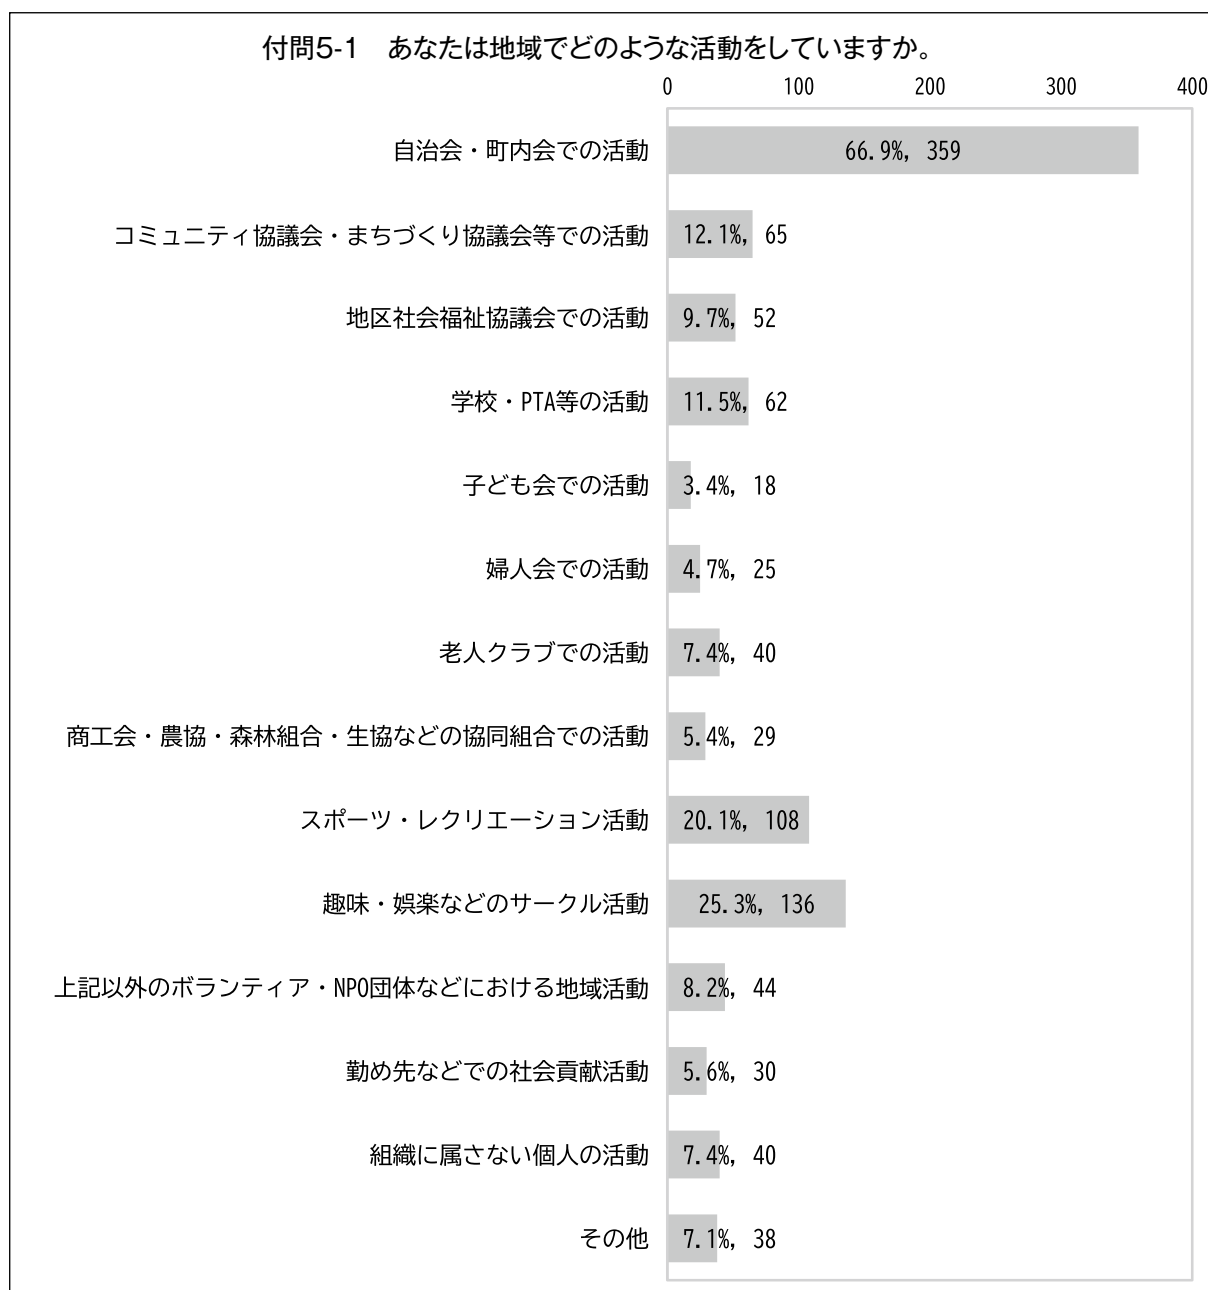 付問5-1 あなたは地域でどのような活動をしていますか。
0 100 200 300 400
自治会・町内会での活動 66.9%, 359
コミュニティ協議会・まちづくり協議会等での活動 12.1%, 65
地区社会福祉協議会での活動 9.7%, 52
学校・PTA等の活動 11.5%, 62
子ども会での活動 3.4%, 18
婦人会での活動 4.7%, 25
老人クラブでの活動 7.4%, 40
商工会・農協・森林組合・生協などの協同組合での活動 5.4%, 29
スポーツ・レクリエーション活動 20.1%, 108
趣味・娯楽などのサークル活動 25.3%, 136
上記以外のボランティア・NPO団体などにおける地域活動 8.2%, 44
勤め先などでの社会貢献活動 5.6%, 30
組織に属さない個人の活動 7.4%, 40
その他 7.1%, 38